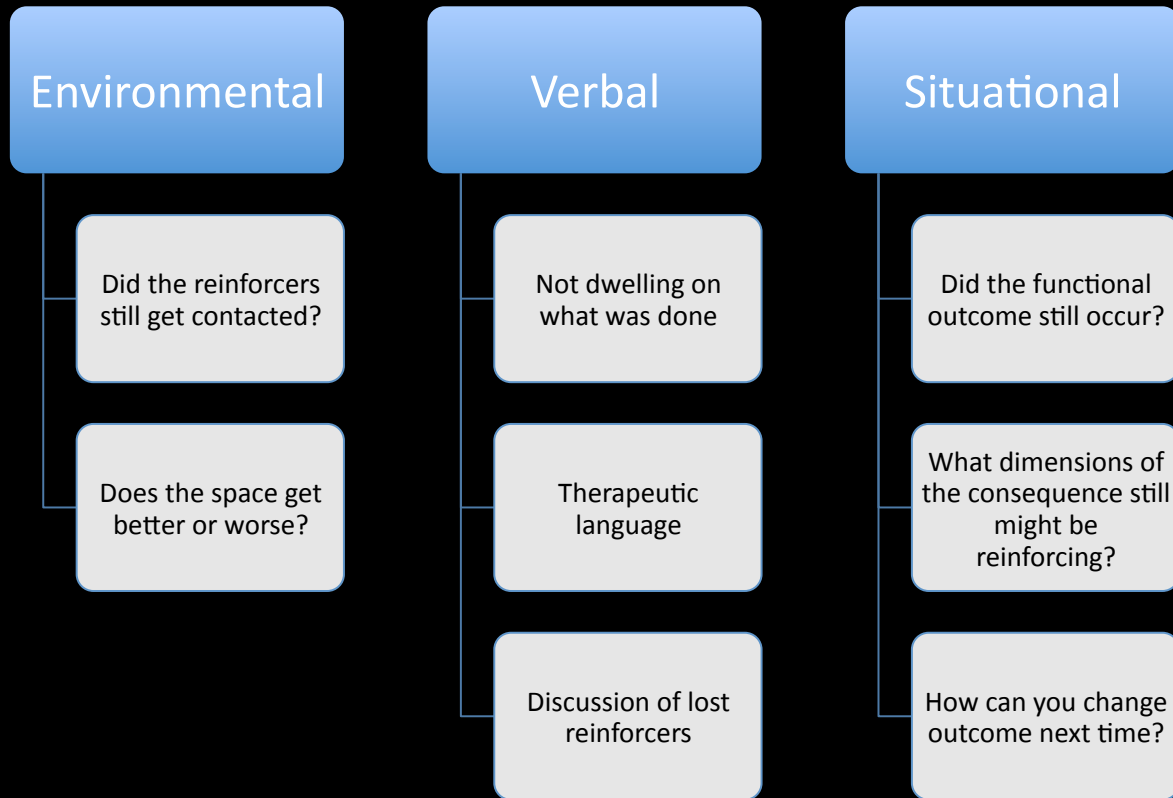 Environmental
Did the reinforcers
still get contacted?
Does the space get
better or worse?
Verbal
Not dwelling on
what was done
Therapeutic
language
Discussion of lost
reinforcers
Situational
Did the functional
outcome still occur?
What dimensions of
the consequence still
might be
reinforcing?
How can you change
outcome next time?